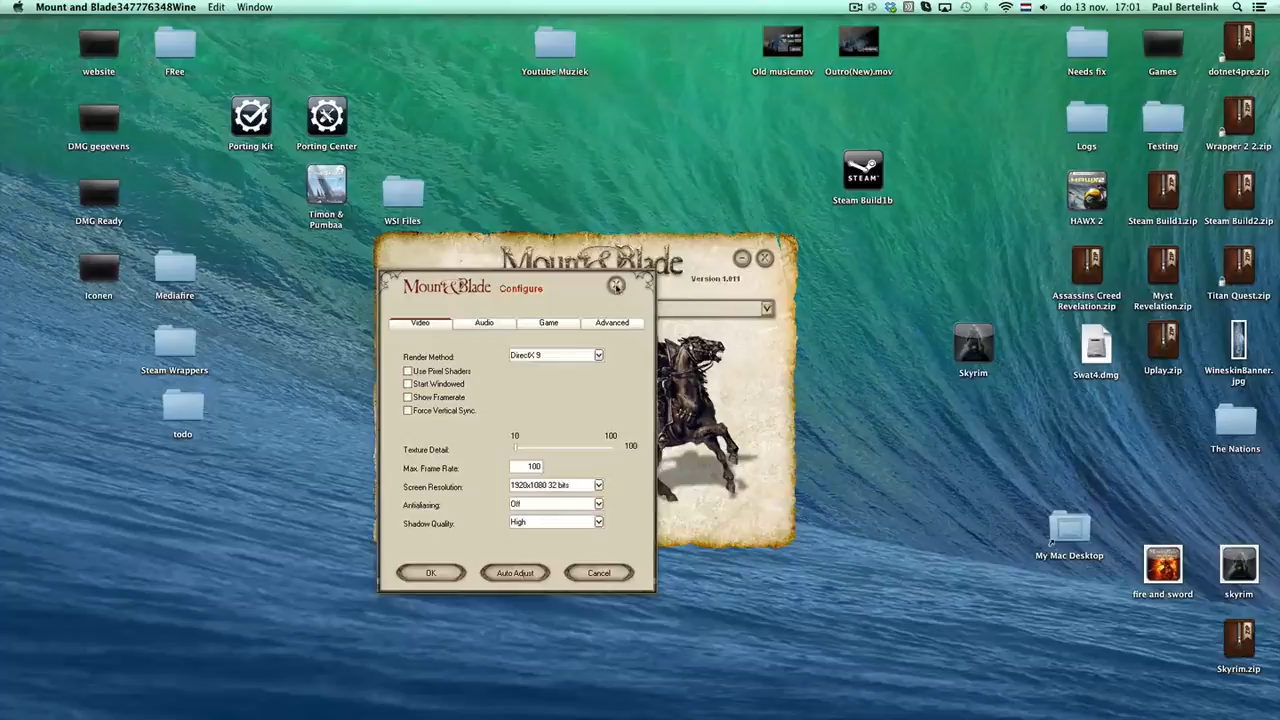 Mount and Blade347776348Wine Edit Window do 13 nov. 17:01 Paul Bertelink
website
FRee
Youtube Muziek
Old music.mov
Outro(New).mov
Needs fix
Games
dotnet4pre.zip
DMG gegevens
Porting Kit
Porting Center
STEAM™
Steam Build1b
Logs
Testing
Wrapper 2 2.zip
DMG Ready
Timon &
Pumbaa
WSI Files
HAWX 2
Steam Build1.zip
Steam Build2.zip
Iconen
Mediafire
Assassins Creed
Revelation.zip
Myst
Revelation.zip
Titan Quest.zip
Steam Wrappers
Skyrim
Swat4.dmg
Uplay.zip
WineskinBanner.
jpg
todo
The Nations
My Mac Desktop
fire and sword
skyrim
Skyrim.zip
Mount&Blade
Version 1.011
Mount&Blade Configure
Video Audio Game Advanced
Render Method: DirectX 9
Use Pixel Shaders
Start Windowed
Show Framerate
Force Vertical Sync.
10 100
Texture Detail: 100
Max. Frame Rate: 100
Screen Resolution: 1920x1080 32 bits
Antialiasing: Off
Shadow Quality: High
OK Auto Adjust Cancel